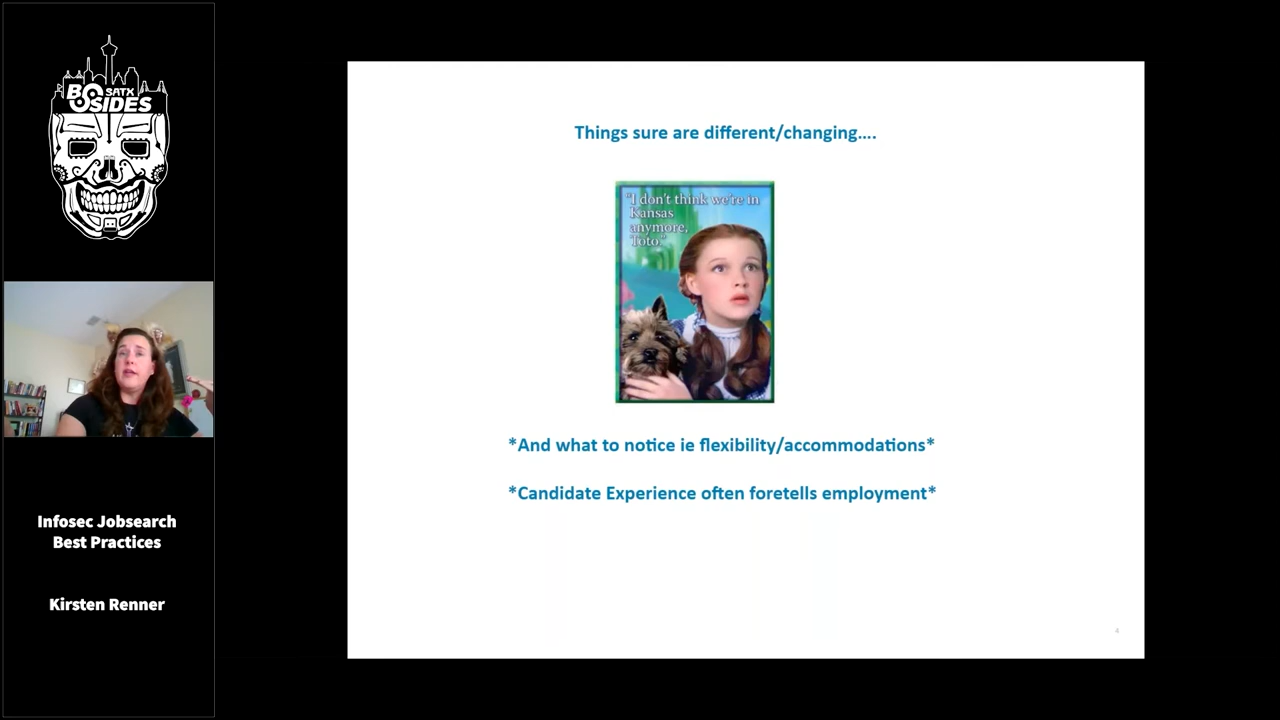 BSIDES
SATX
Infosec Jobsearch
Best Practices
Kirsten Renner
Things sure are different/changing....
"I don't think we're in
Kansas
anymore,
Toto."
*And what to notice ie flexibility/accommodations*
*Candidate Experience often foretells employment*
4